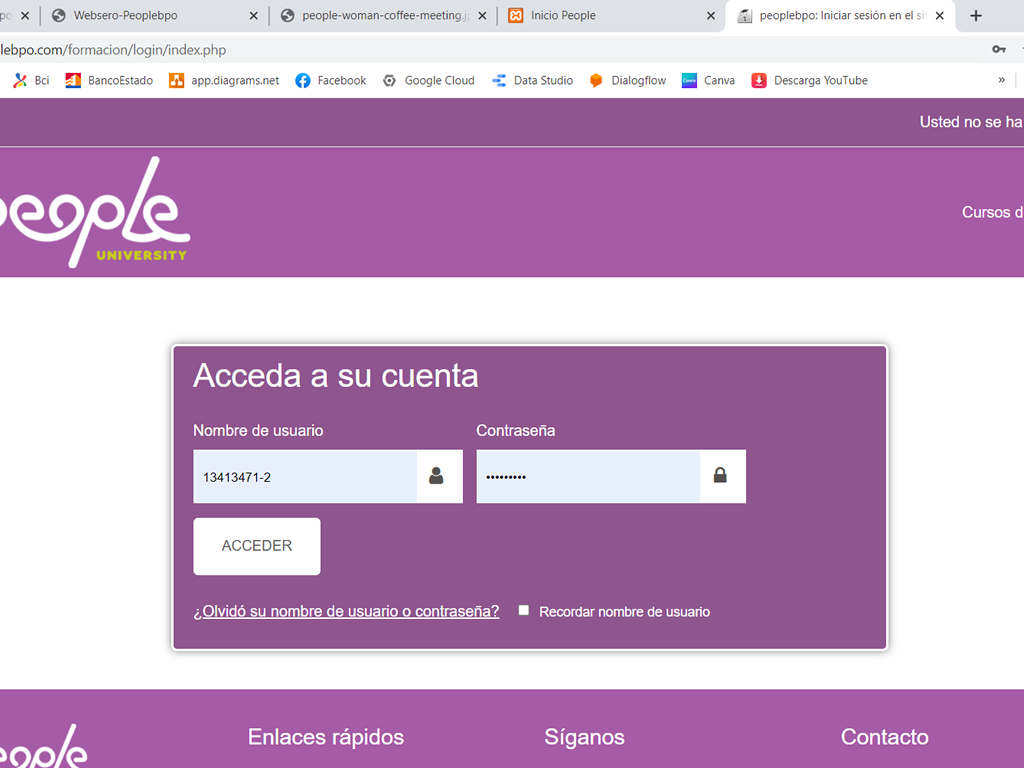 po
Websero-Peoplebpo
people-woman-coffee-meeting.j
Inicio People
peoplebpo: Iniciar sesión en el si
lebpo.com/formacion/login/index.php
Bci
BancoEstado
app.diagrams.net
Facebook
Google Cloud
Data Studio
Dialogflow
Canva
Descarga YouTube
»
Usted no se ha
people
UNIVERSITY
Cursos d
Acceda a su cuenta
Nombre de usuario Contraseña
13413471-2 •••••••••
ACCEDER
¿Olvidó su nombre de usuario o contraseña? Recordar nombre de usuario
people
Enlaces rápidos Síganos Contacto